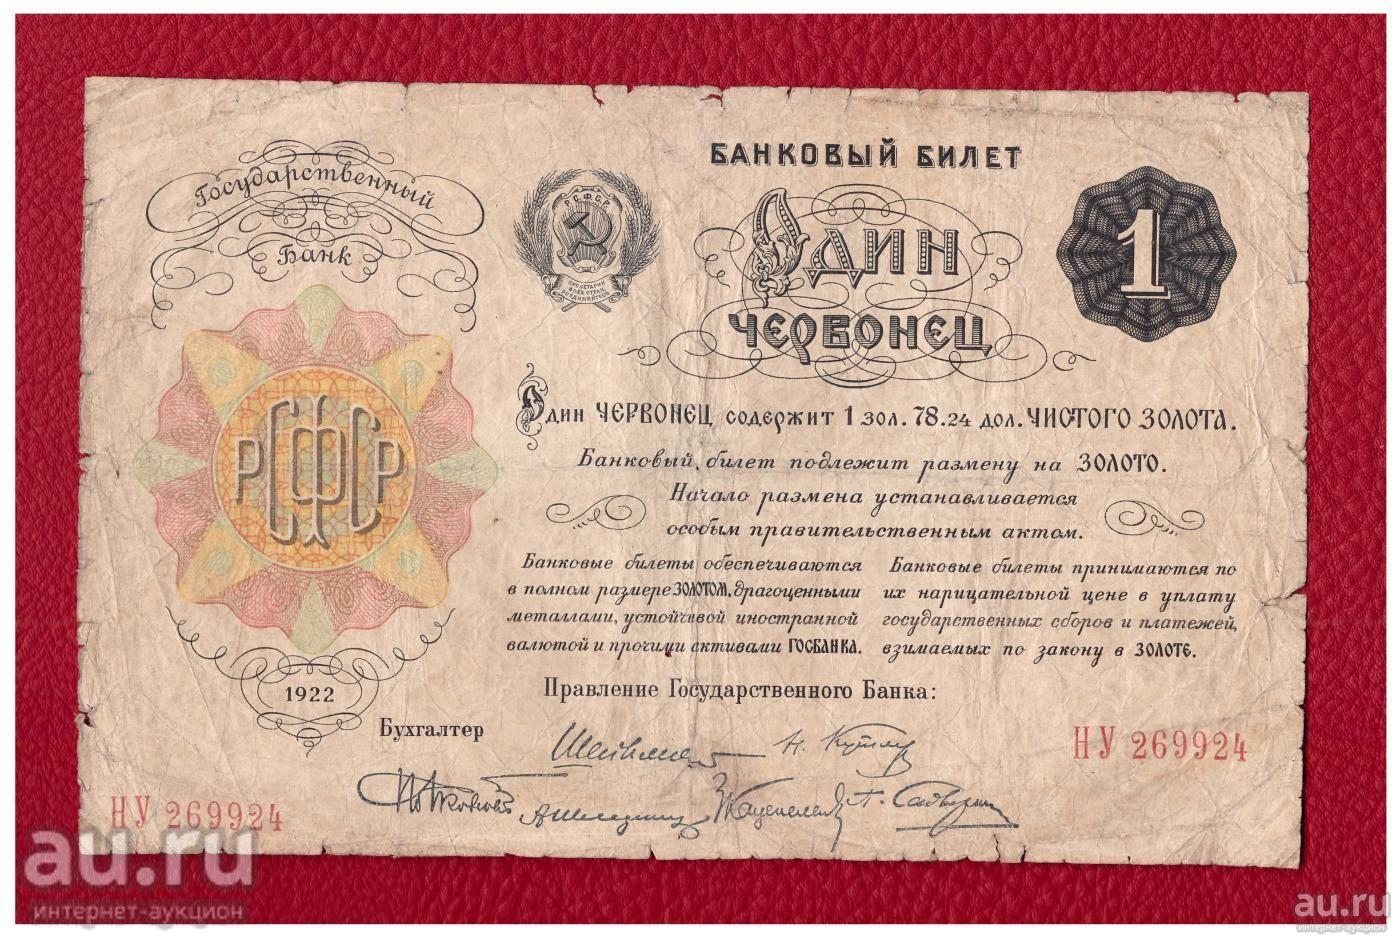 Государственный
Банк
Р.С.Ф.С.Р.
ПРОЛЕТАРИИ
ВСЕХ СТРАН,
СОЕДИНЯЙТЕСЬ
БАНКОВЫЙ БИЛЕТ
ОДИН
ЧЕРВОНЕЦ
1
РСФСР
Один ЧЕРВОНЕЦ содержит 1 зол. 78.24 дол. ЧИСТОГО ЗОЛОТА.
Банковый билет подлежит размену на ЗОЛОТО.
Начало размена устанавливается
особым правительственным актом.
Банковые билеты обеспечиваются
в полном размере ЗОЛОТОМ, драгоценными
металлами, устойчивой иностранной
валютой и прочими активами ГОСБАНКА.
Банковые билеты принимаются по
их нарицательной цене в уплату
государственных сборов и платежей,
взимаемых по закону в ЗОЛОТЕ.
1922
Правление Государственного Банка:
Бухгалтер
НУ 269924
НУ 269924
au.ru
интернет-аукцион
au.ru
интернет-аукцион